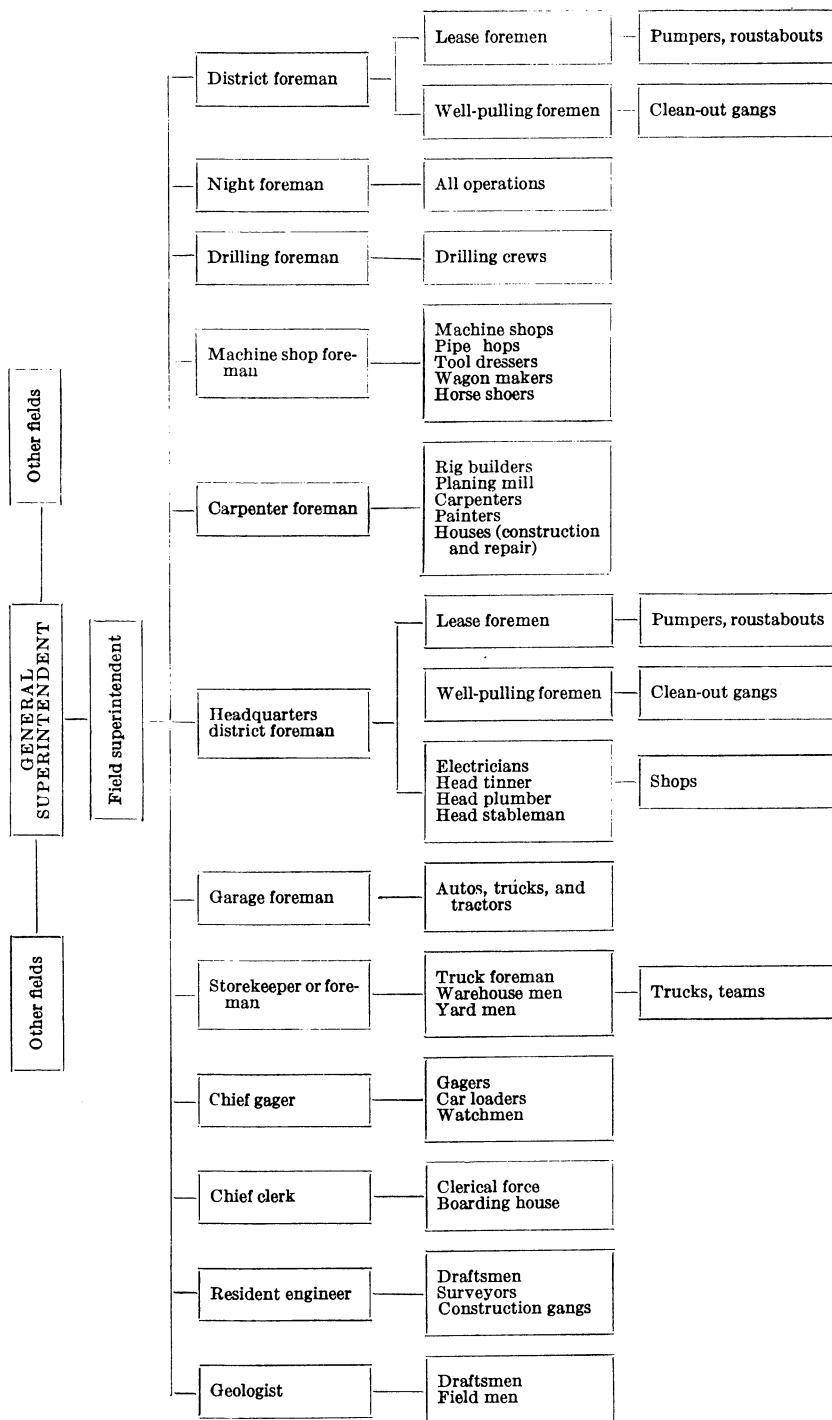 Other fields
GENERAL
SUPERINTENDENT
Other fields
Field superintendent
District foreman
Lease foremen
Pumpers, roustabouts
Well-pulling foremen
Clean-out gangs
Night foreman
All operations
Drilling foreman
Drilling crews
Machine shop fore-
man
Machine shops
Pipe hops
Tool dressers
Wagon makers
Horse shoers
Carpenter foreman
Rig builders
Planing mill
Carpenters
Painters
Houses (construction
and repair)
Headquarters
district foreman
Lease foremen
Pumpers, roustabouts
Well-pulling foremen
Clean-out gangs
Electricians
Head tinner
Head plumber
Head stableman
Shops
Garage foreman
Autos, trucks, and
tractors
Storekeeper or fore-
man
Truck foreman
Warehouse men
Yard men
Trucks, teams
Chief gager
Gagers
Car loaders
Watchmen
Chief clerk
Clerical force
Boarding house
Resident engineer
Draftsmen
Surveyors
Construction gangs
Geologist
Draftsmen
Field men